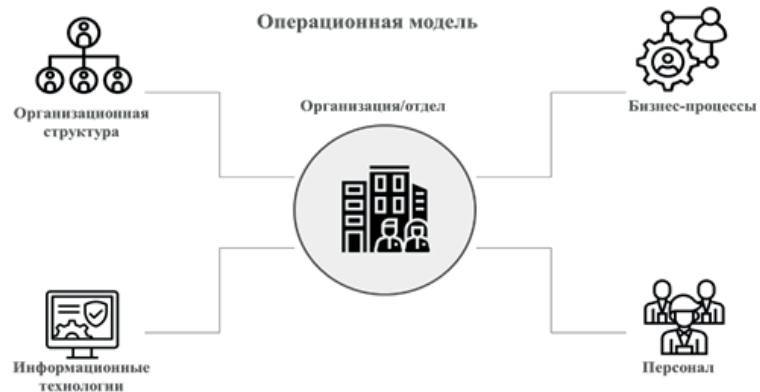 Операционная модель
Организационная
структура
Организация/отдел
Бизнес-процессы
Информационные
технологии
Персонал